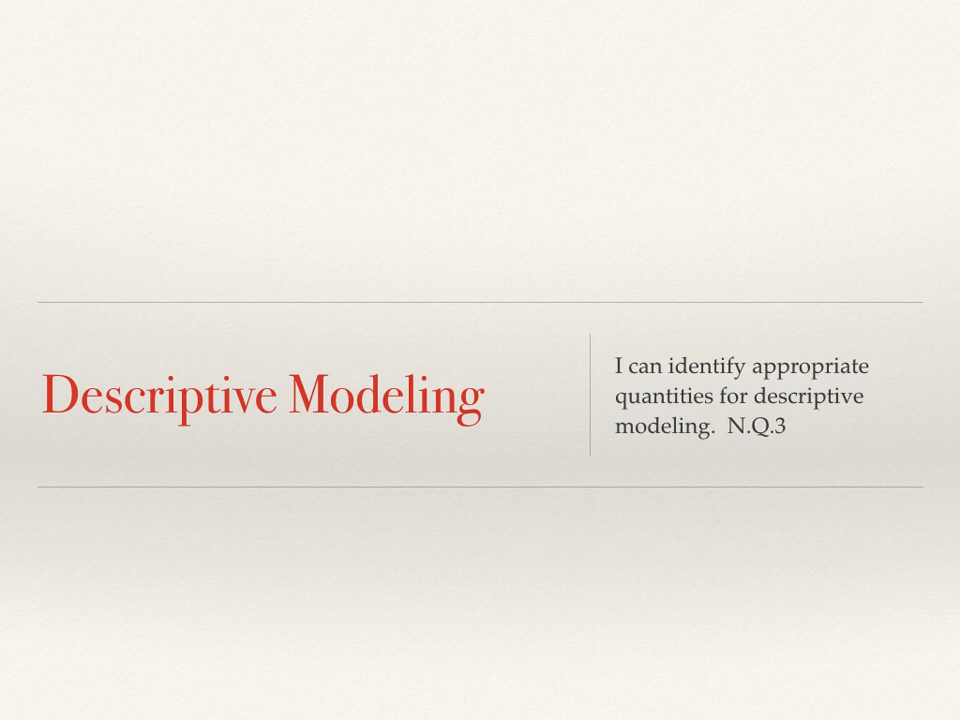 Descriptive Modeling
I can identify appropriate
quantities for descriptive
modeling.  N.Q.3